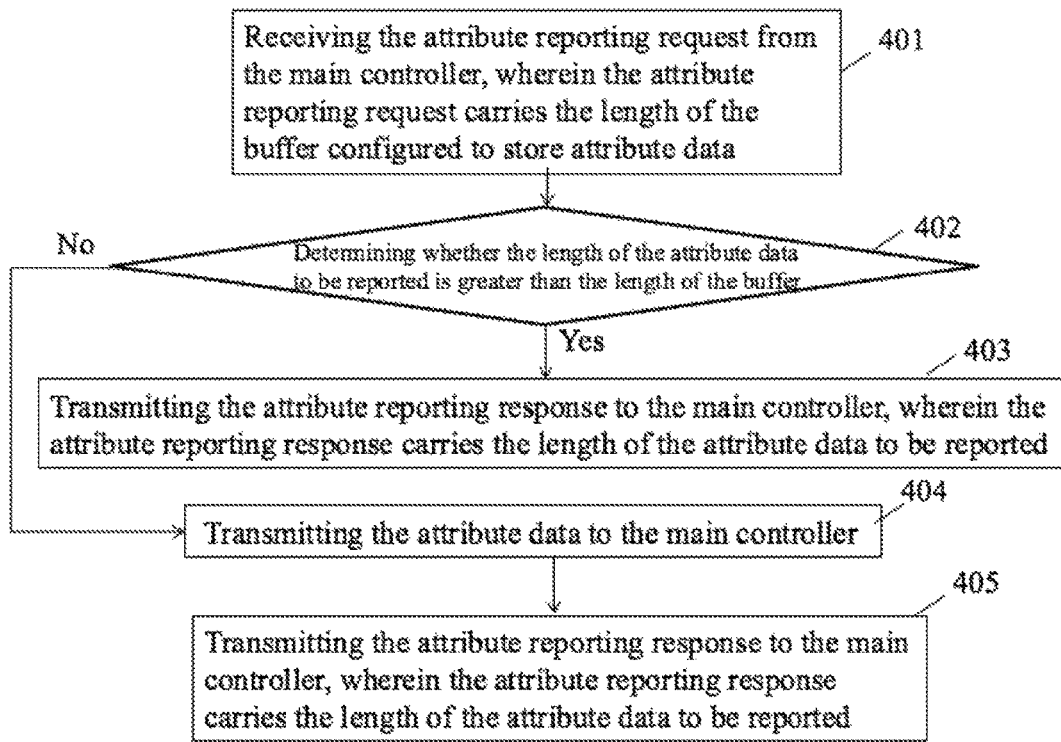 Receiving the attribute reporting request from
the main controller, wherein the attribute
reporting request carries the length of the
buffer configured to store attribute data
401
No
402
Determining whether the length of the attribute data
to be reported is greater than the length of the buffer
Yes
403
Transmitting the attribute reporting response to the main controller, wherein the
attribute reporting response carries the length of the attribute data to be reported
404
Transmitting the attribute data to the main controller
405
Transmitting the attribute reporting response to the main
controller, wherein the attribute reporting response
carries the length of the attribute data to be reported